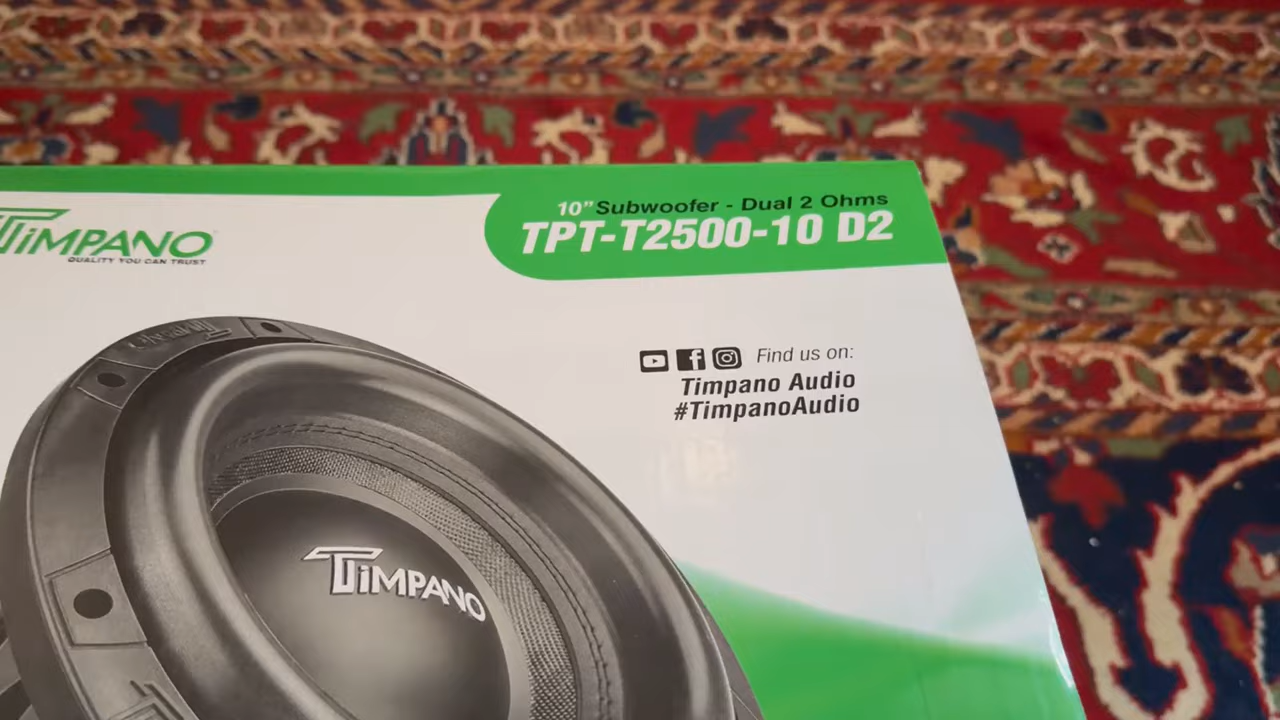 TIMPANO
QUALITY YOU CAN TRUST
10" Subwoofer - Dual 2 Ohms
TPT-T2500-10 D2
Find us on:
Timpano Audio
#TimpanoAudio
TIMPANO